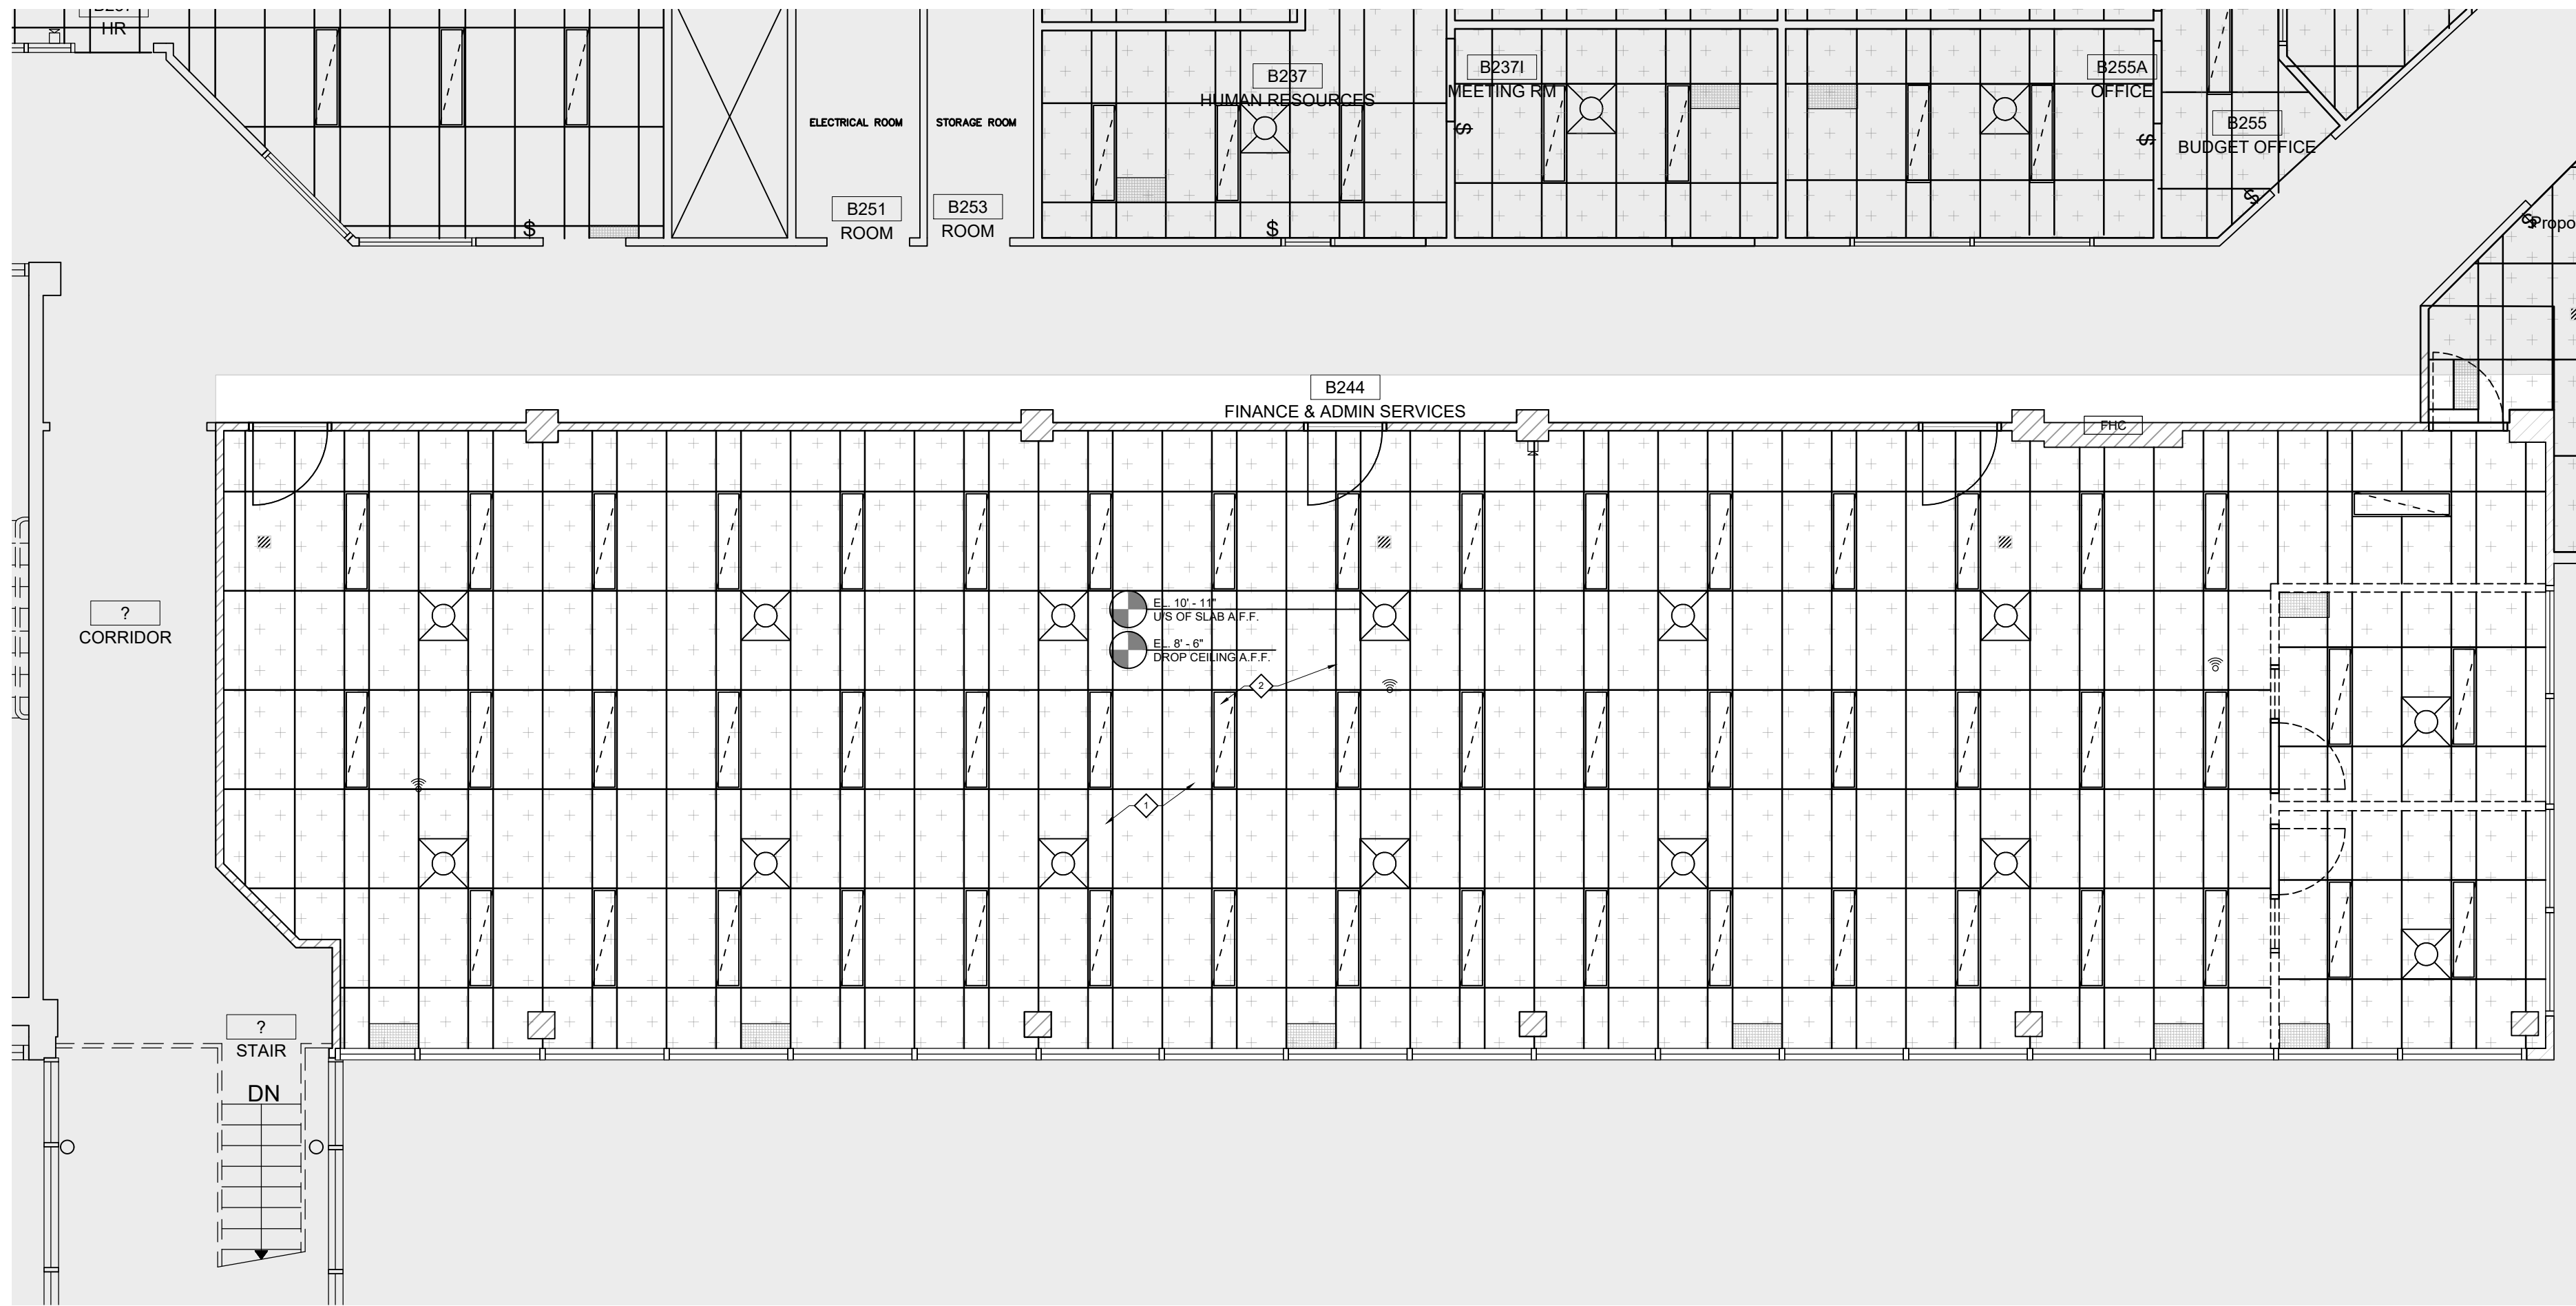 HR
B237
HUMAN RESOURCES
B237I
MEETING RM
B255A
OFFICE
B255
BUDGET OFFICE
ELECTRICAL ROOM
STORAGE ROOM
B251
ROOM
B253
ROOM
$
$
$
$
$
$
B244
FINANCE & ADMIN SERVICES
FHC
?
CORRIDOR
EL. 10' - 11"
U/S OF SLAB A.F.F.
EL. 8' - 6"
DROP CEILING A.F.F.
2
1
?
STAIR
DN